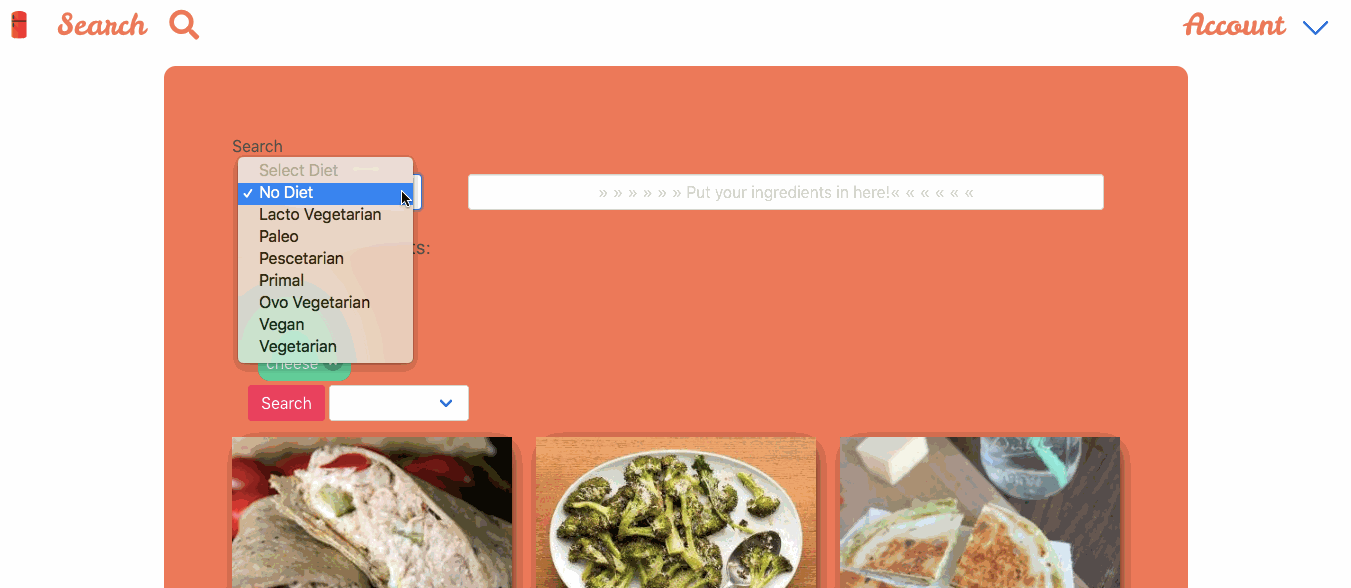 Search
Account
Search
Select Diet
No Diet
» » » » » » Put your ingredients in here!« « « « « «
Lacto Vegetarian
Paleo
ts:
Pescetarian
Primal
Ovo Vegetarian
Vegan
Vegetarian
cheese
Search